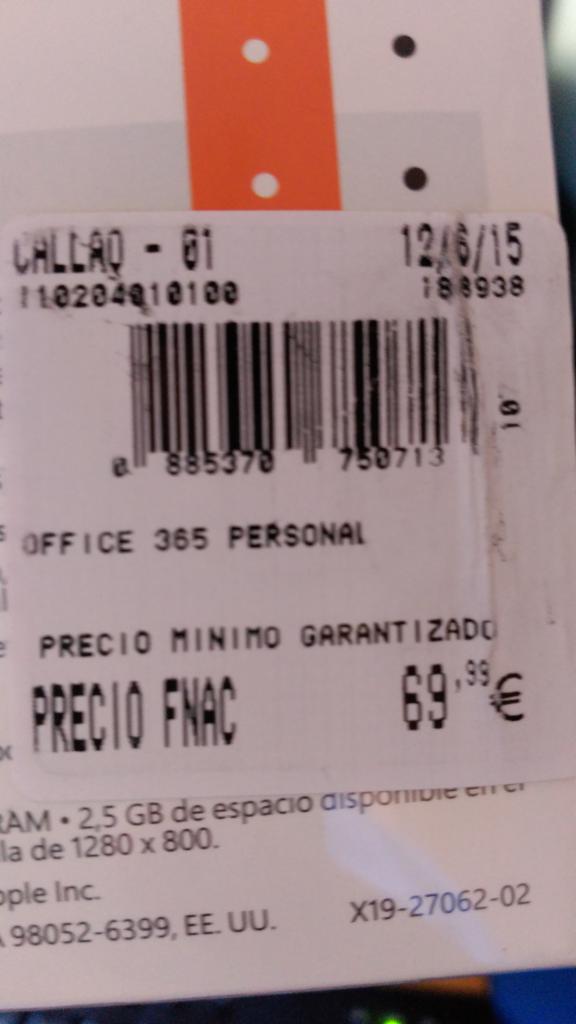 CALLAO - 01 12/6/15
110204010100 188938
01
0 885370 750713
OFFICE 365 PERSONAL
PRECIO MINIMO GARANTIZADO
PRECIO FNAC 69,99€
RAM • 2,5 GB de espacio disponible en el
la de 1280 x 800.
ople Inc.
A 98052-6399, EE. UU. X19-27062-02